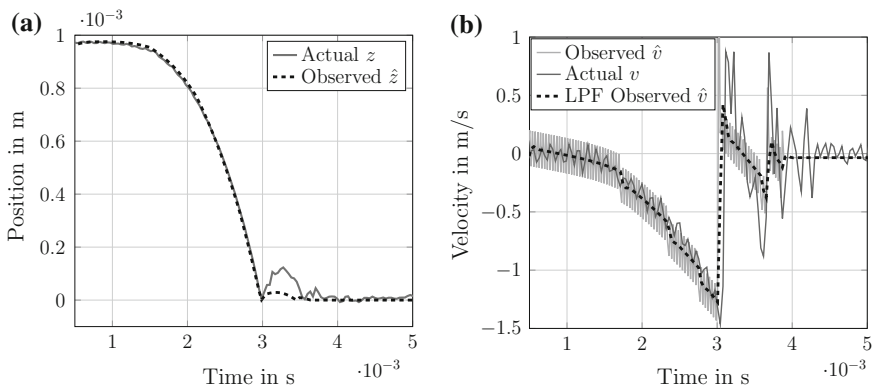 (a)
·10⁻³
1
0.8
0.6
0.4
0.2
0
Position in m
Actual z
Observed ẑ
1
2
3
4
5
Time in s
·10⁻³
(b)
1
0.5
0
−0.5
−1
−1.5
Velocity in m/s
Observed v̂
Actual v
LPF Observed v̂
1
2
3
4
5
Time in s
·10⁻³